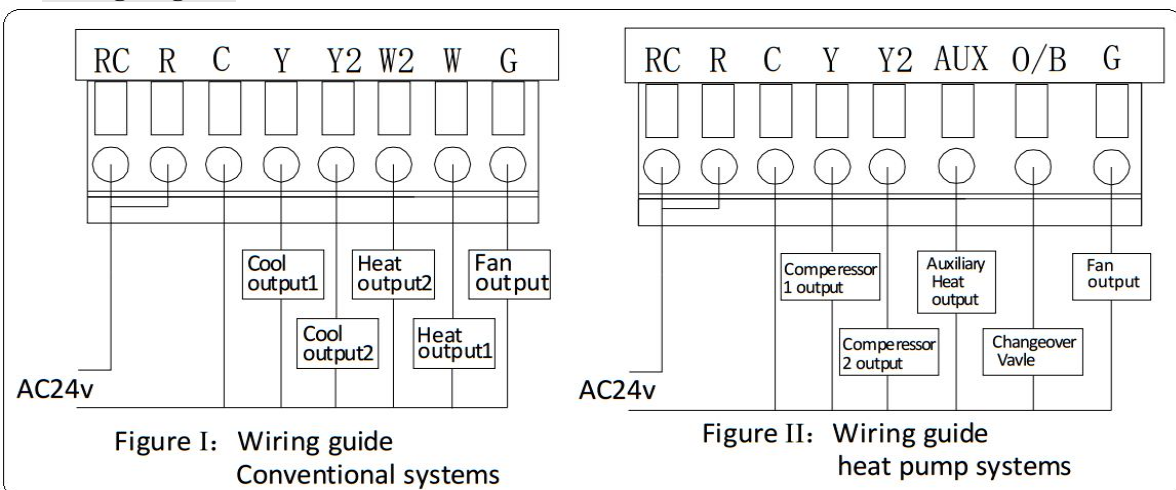 RC R C Y Y2 W2 W G
Cool
output1
Heat
output2
Fan
output
Cool
output2
Heat
output1
AC24v
Figure I: Wiring guide
Conventional systems
RC R C Y Y2 AUX O/B G
Comperessor
1 output
Auxiliary
Heat
output
Fan
output
Comperessor
2 output
Changeover
Vavle
AC24v
Figure II: Wiring guide
heat pump systems